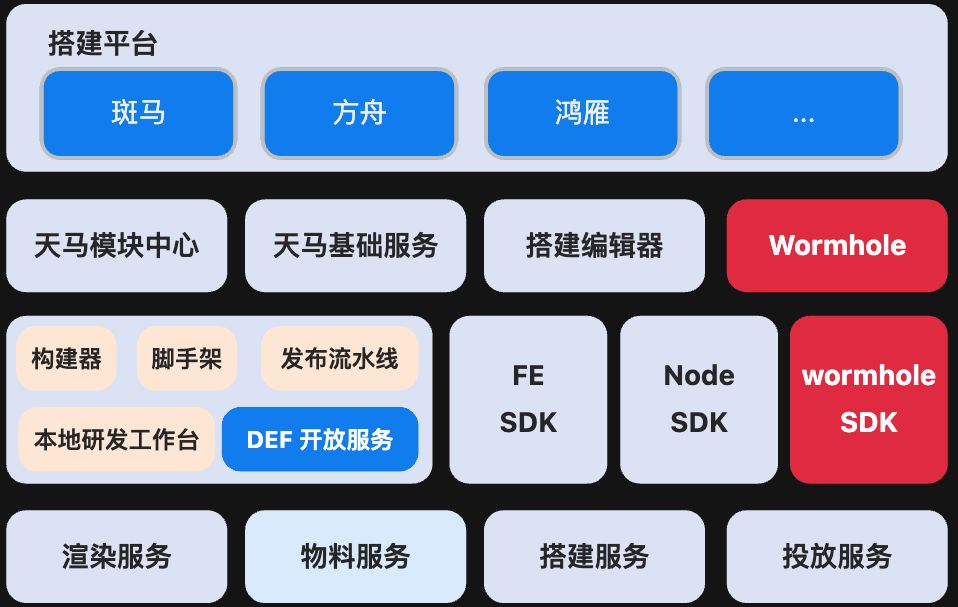 搭建平台
斑马
方舟
鸿雁
...
天马模块中心
天马基础服务
搭建编辑器
Wormhole
构建器
脚手架
发布流水线
本地研发工作台
DEF 开放服务
FE
SDK
Node
SDK
wormhole
SDK
渲染服务
物料服务
搭建服务
投放服务